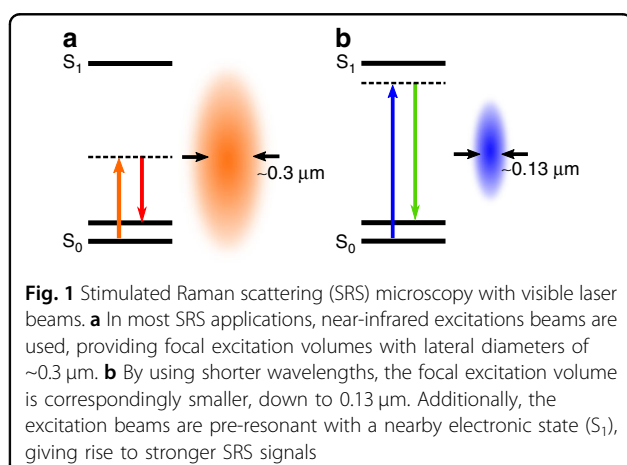 a
b
S₁
S₁
~0.3 μm
~0.13 μm
S₀
S₀
Fig. 1 Stimulated Raman scattering (SRS) microscopy with visible laser
beams. a In most SRS applications, near-infrared excitations beams are
used, providing focal excitation volumes with lateral diameters of
~0.3 μm. b By using shorter wavelengths, the focal excitation volume
is correspondingly smaller, down to 0.13 μm. Additionally, the
excitation beams are pre-resonant with a nearby electronic state (S₁),
giving rise to stronger SRS signals